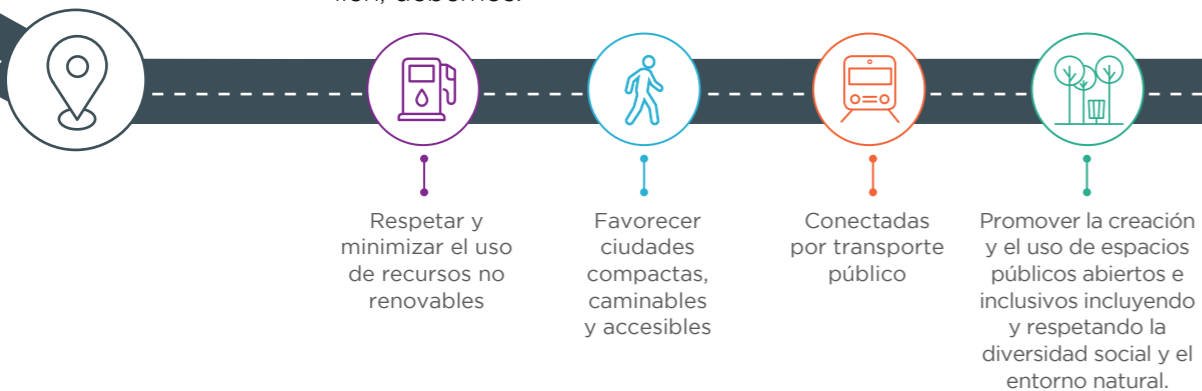 debemos:
Respetar y
minimizar el uso
de recursos no
renovables
Favorecer
ciudades
compactas,
caminables
y accesibles
Conectadas
por transporte
público
Promover la creación
y el uso de espacios
públicos abiertos e
inclusivos incluyendo
y respetando la
diversidad social y el
entorno natural.